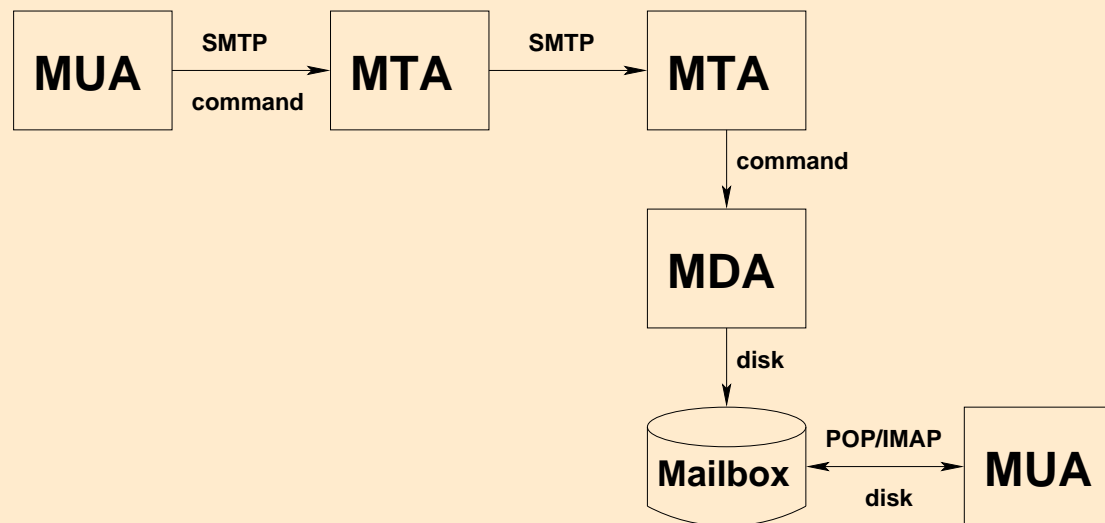 SMTP
SMTP
MUA
MTA
MTA
command
command
MDA
disk
POP/IMAP
Mailbox
MUA
disk